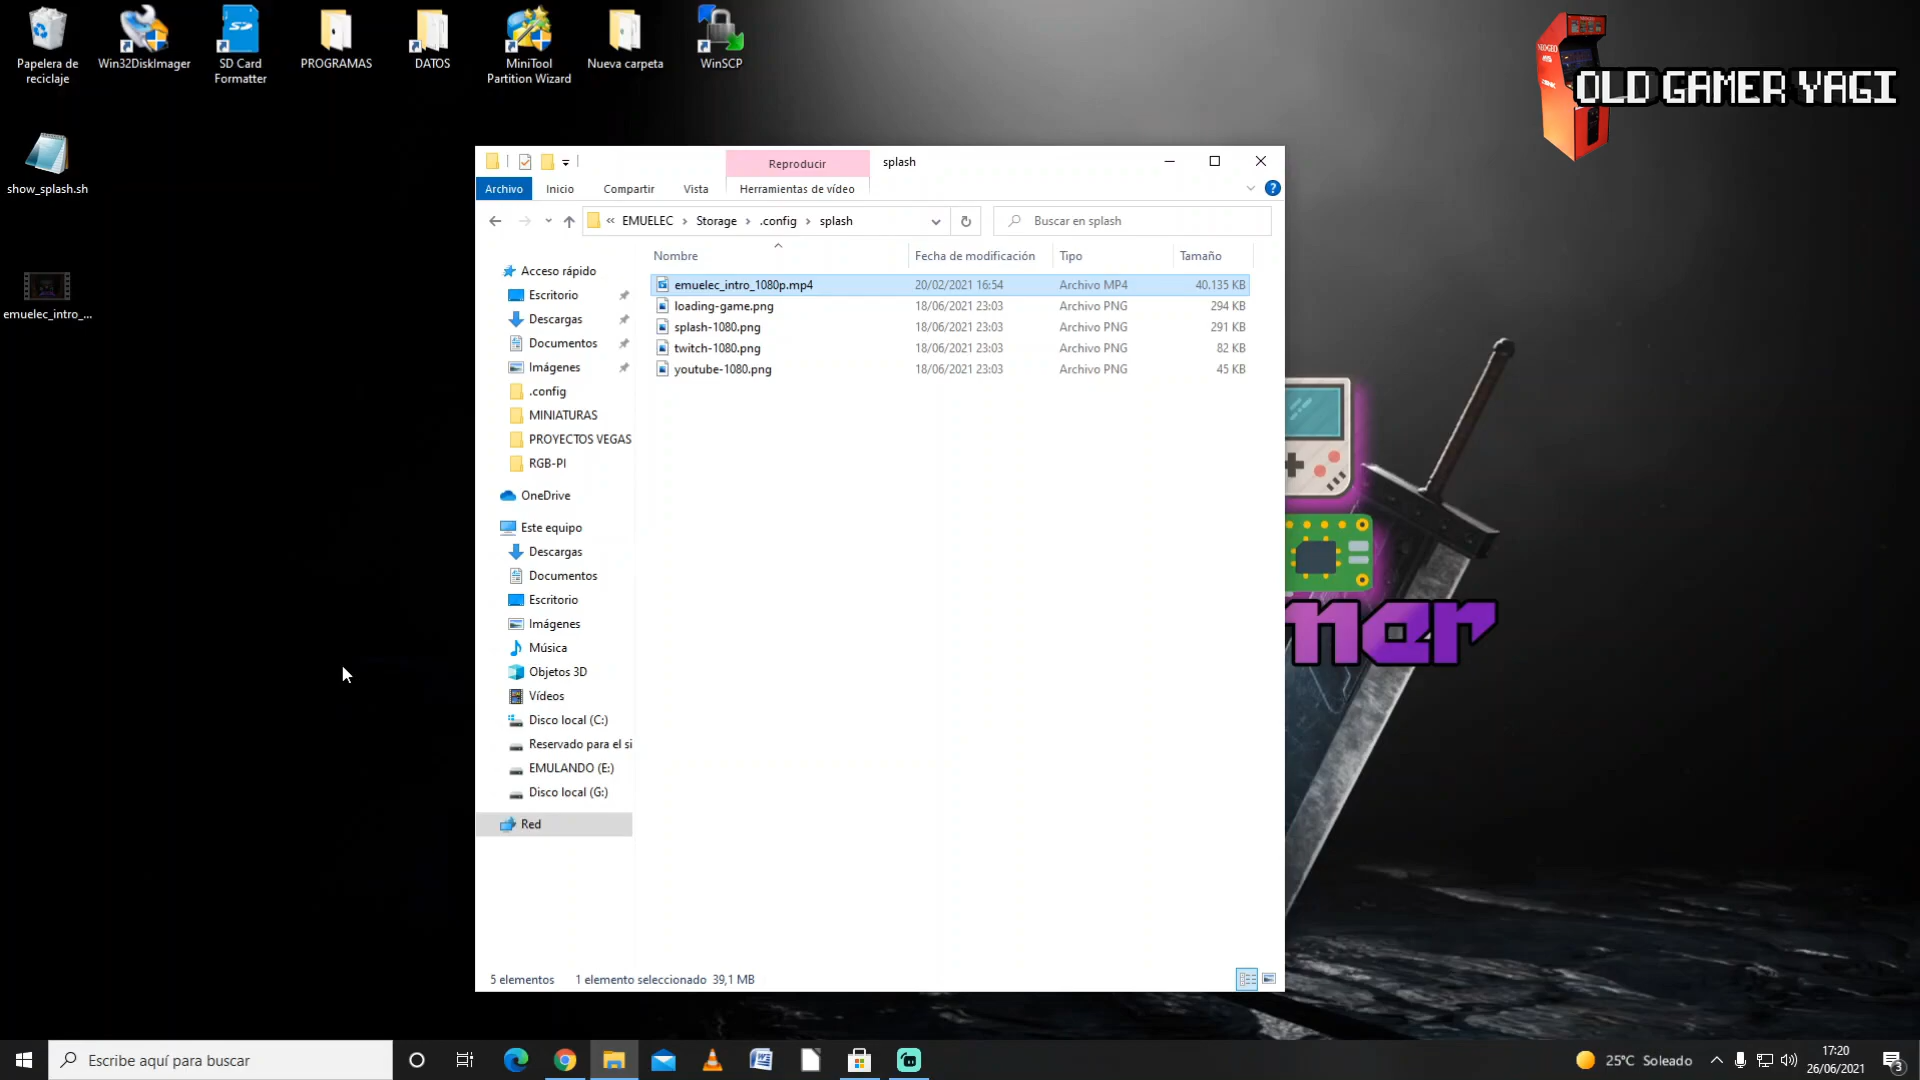 Papelera de
reciclaje
Win32DiskImager
SD Card
Formatter
PROGRAMAS
DATOS
MiniTool
Partition Wizard
Nueva carpeta
WinSCP
OLD GAMER YAGI
show_splash.sh
emuelec_intro_...
Reproducir
splash
Archivo
Inicio
Compartir
Vista
Herramientas de vídeo
« EMUELEC › Storage › .config › splash
Buscar en splash
Nombre
Fecha de modificación
Tipo
Tamaño
emuelec_intro_1080p.mp4 20/02/2021 16:54 Archivo MP4 40.135 KB
loading-game.png 18/06/2021 23:03 Archivo PNG 294 KB
splash-1080.png 18/06/2021 23:03 Archivo PNG 291 KB
twitch-1080.png 18/06/2021 23:03 Archivo PNG 82 KB
youtube-1080.png 18/06/2021 23:03 Archivo PNG 45 KB
Acceso rápido
Escritorio
Descargas
Documentos
Imágenes
.config
MINIATURAS
PROYECTOS VEGAS
RGB-PI
OneDrive
Este equipo
Descargas
Documentos
Escritorio
Imágenes
Música
Objetos 3D
Vídeos
Disco local (C:)
Reservado para el si
EMULANDO (E:)
Disco local (G:)
Red
5 elementos
1 elemento seleccionado 39,1 MB
mer
Escribe aquí para buscar
25°C Soleado
17:20
26/06/2021
3